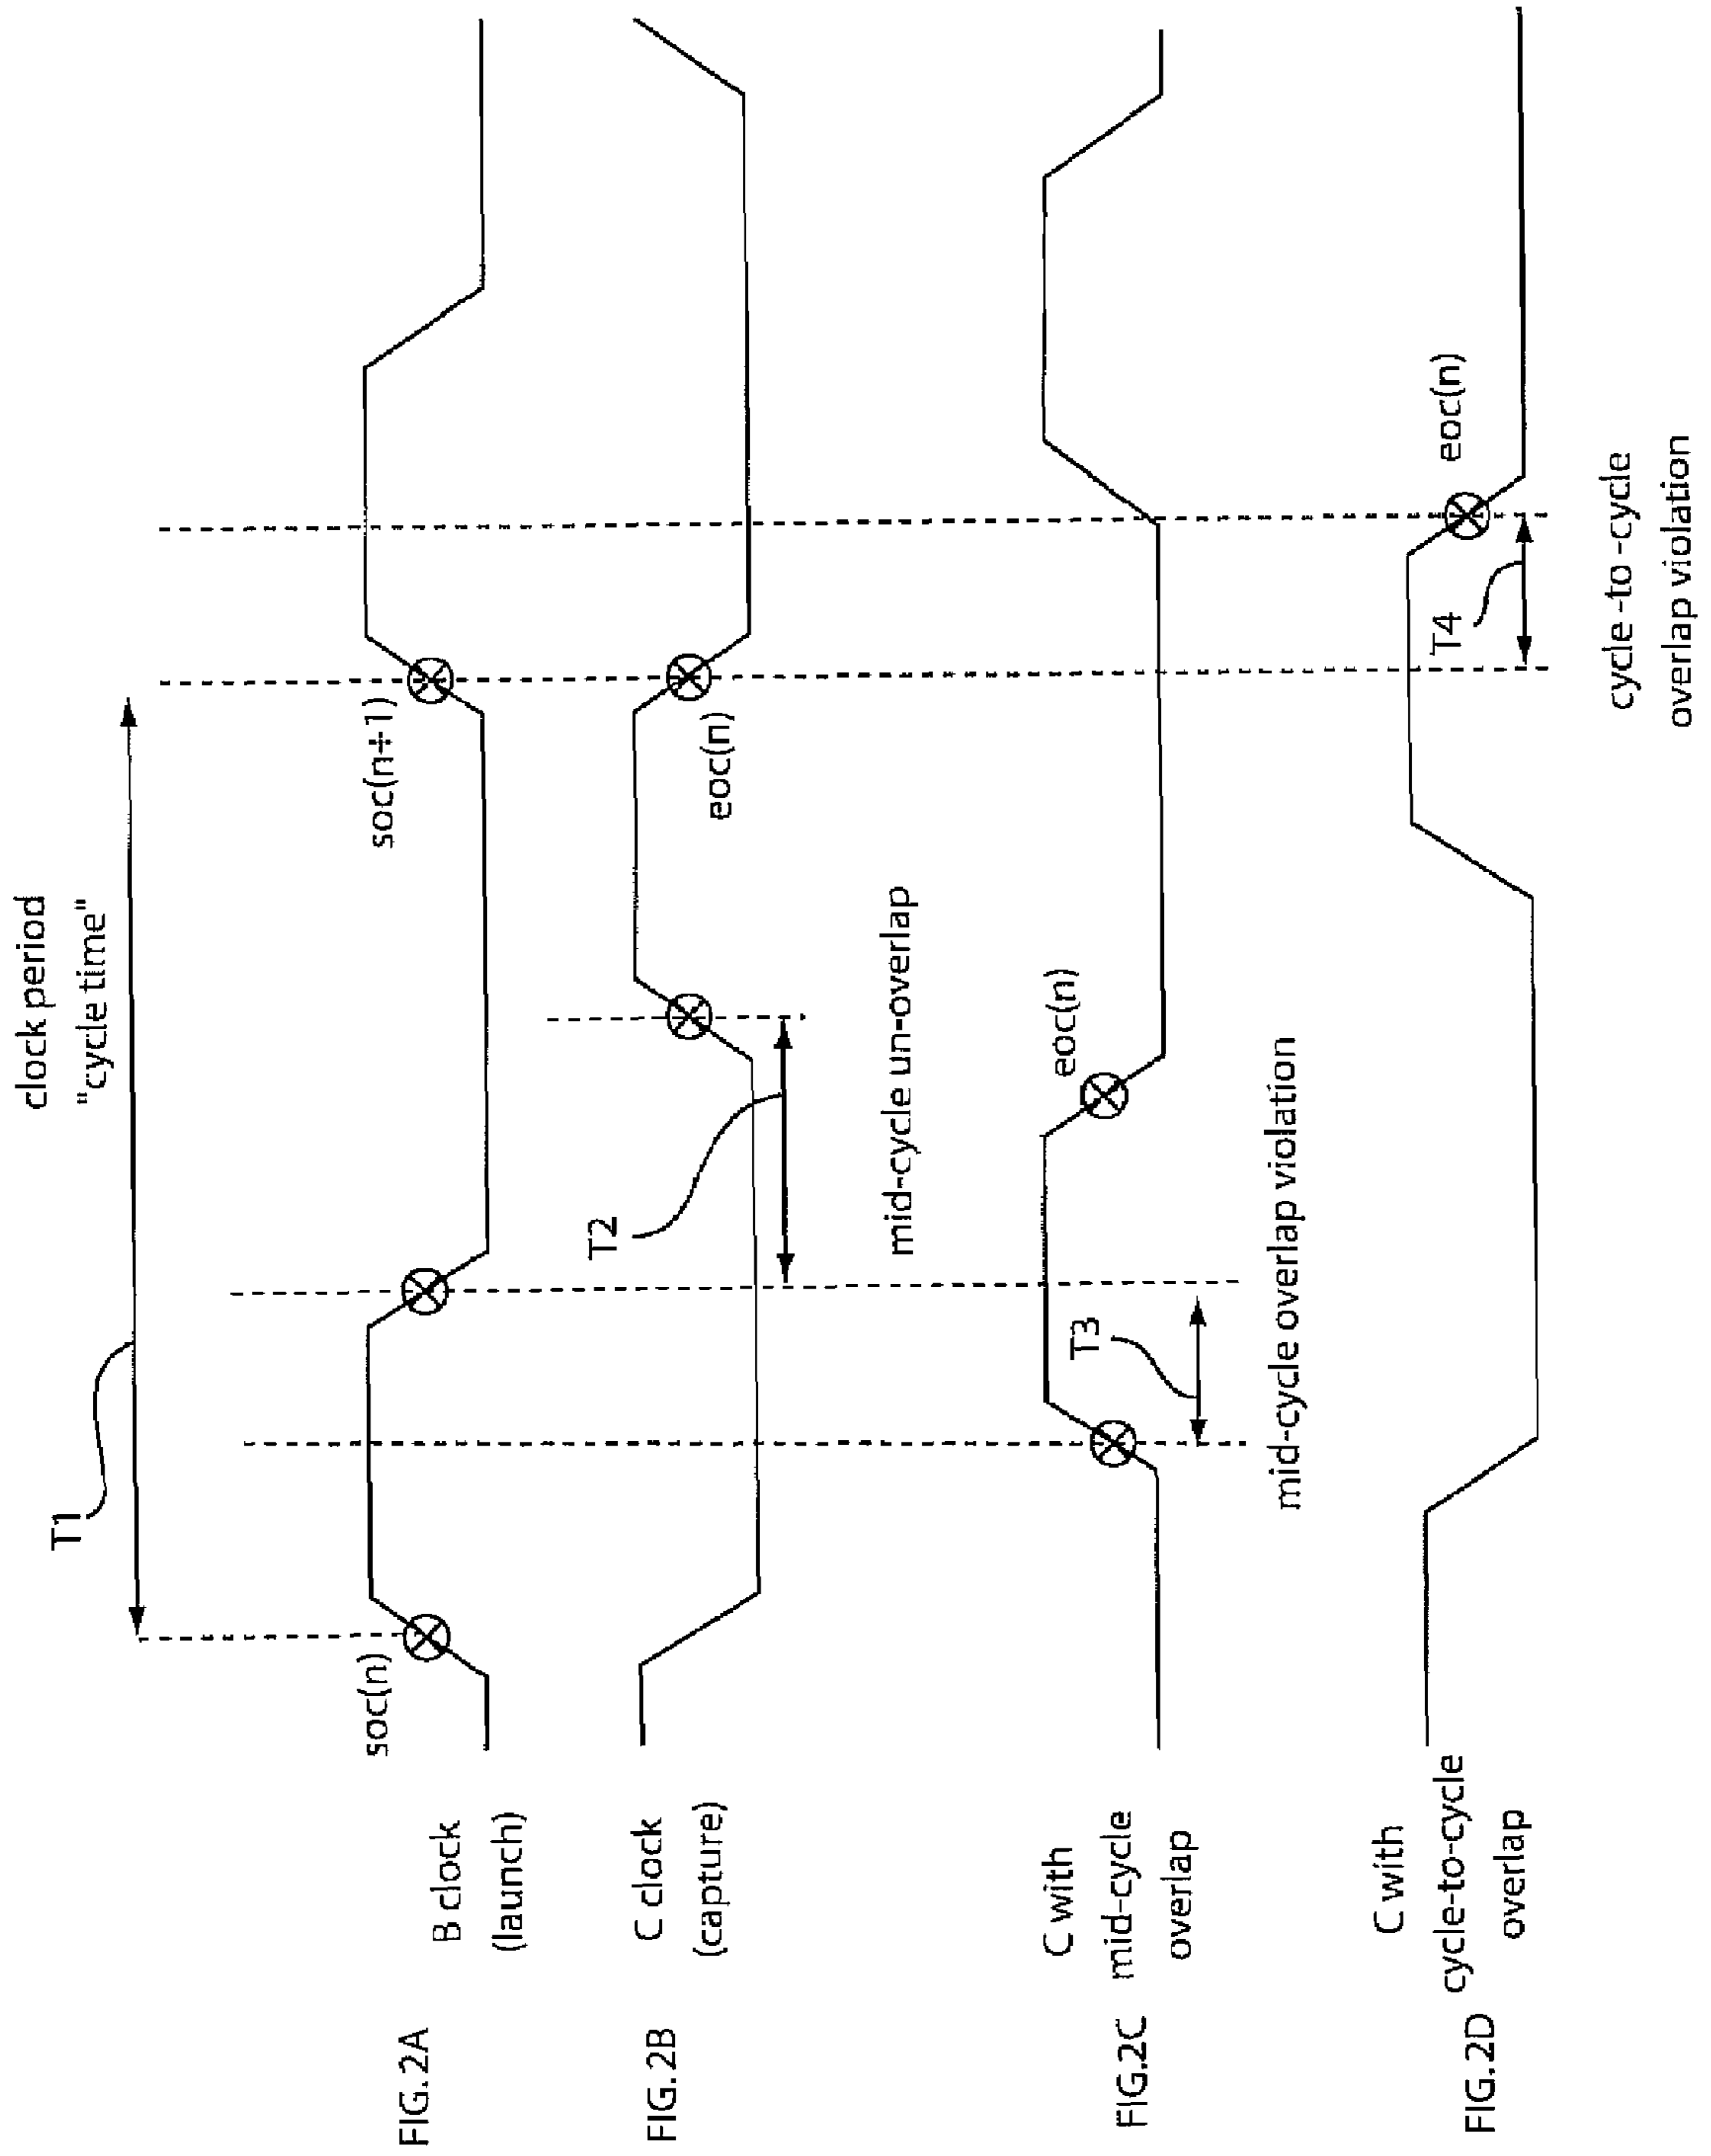 clock period
"cycle time"
T1
FIG.2A
B clock
(launch)
soc(n)
soc(n+1)
FIG.2B
C clock
(capture)
eoc(n)
T2
mid-cycle un-overlap
FIG.2C
C with
mid-cycle
overlap
eoc(n)
T3
mid-cycle overlap violation
FIG.2D
C with
cycle-to-cycle
overlap
eoc(n)
T4
cycle-to-cycle
overlap violation